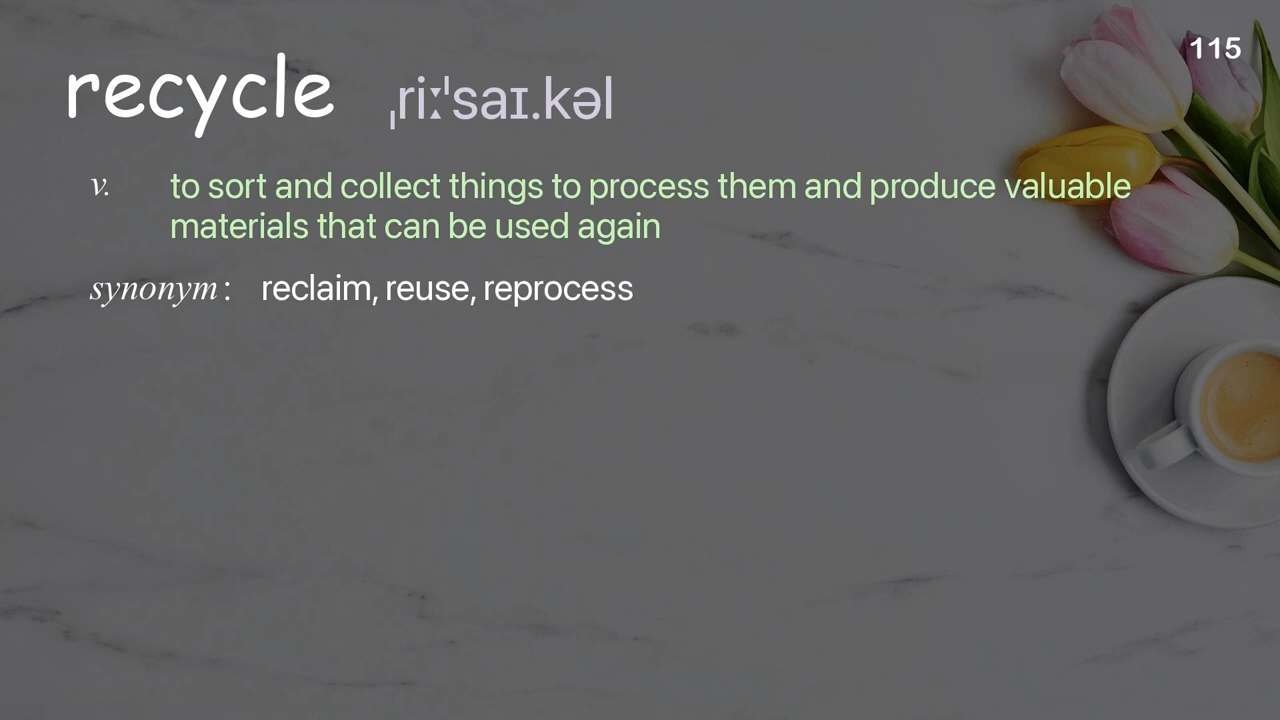 115
recycle ˌriːˈsaɪ.kəl
v. to sort and collect things to process them and produce valuable
materials that can be used again
synonym : reclaim, reuse, reprocess